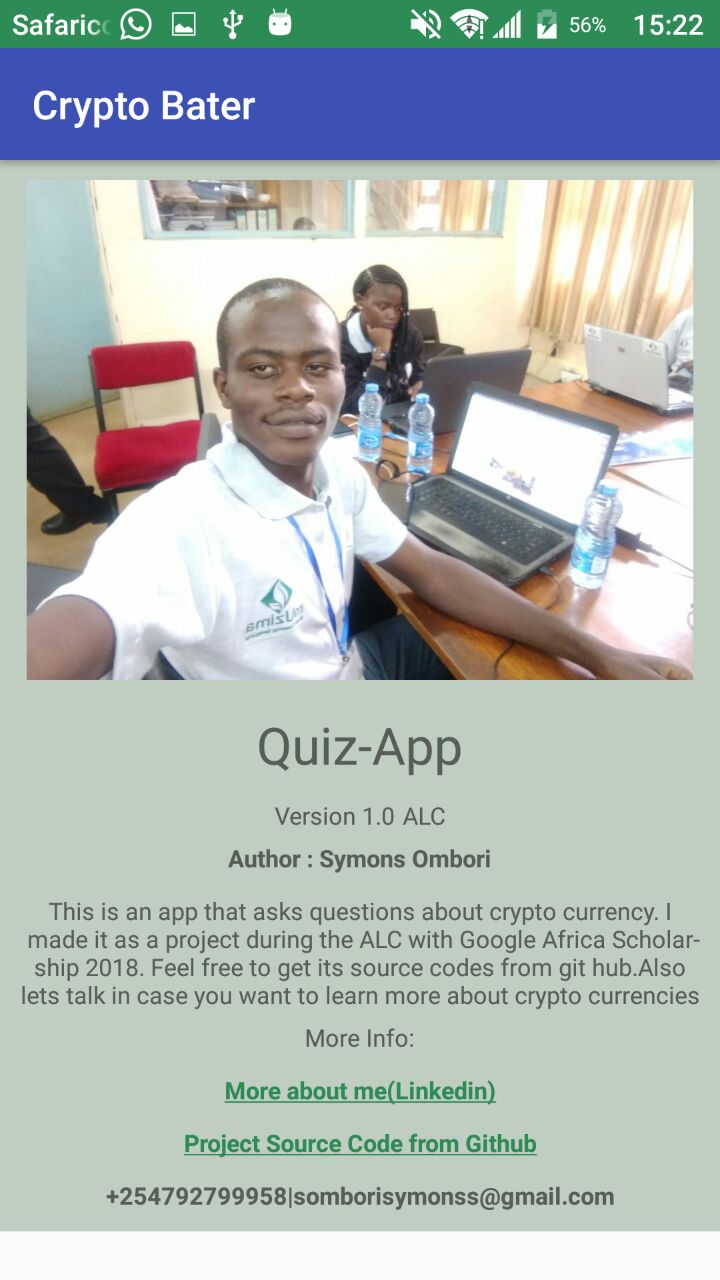 Safaric
56%
15:22
Crypto Bater
Quiz-App
Version 1.0 ALC
Author : Symons Ombori
This is an app that asks questions about crypto currency. I
made it as a project during the ALC with Google Africa Scholar-
ship 2018. Feel free to get its source codes from git hub.Also
lets talk in case you want to learn more about crypto currencies
More Info:
More about me(Linkedin)
Project Source Code from Github
+254792799958|somborisymonss@gmail.com